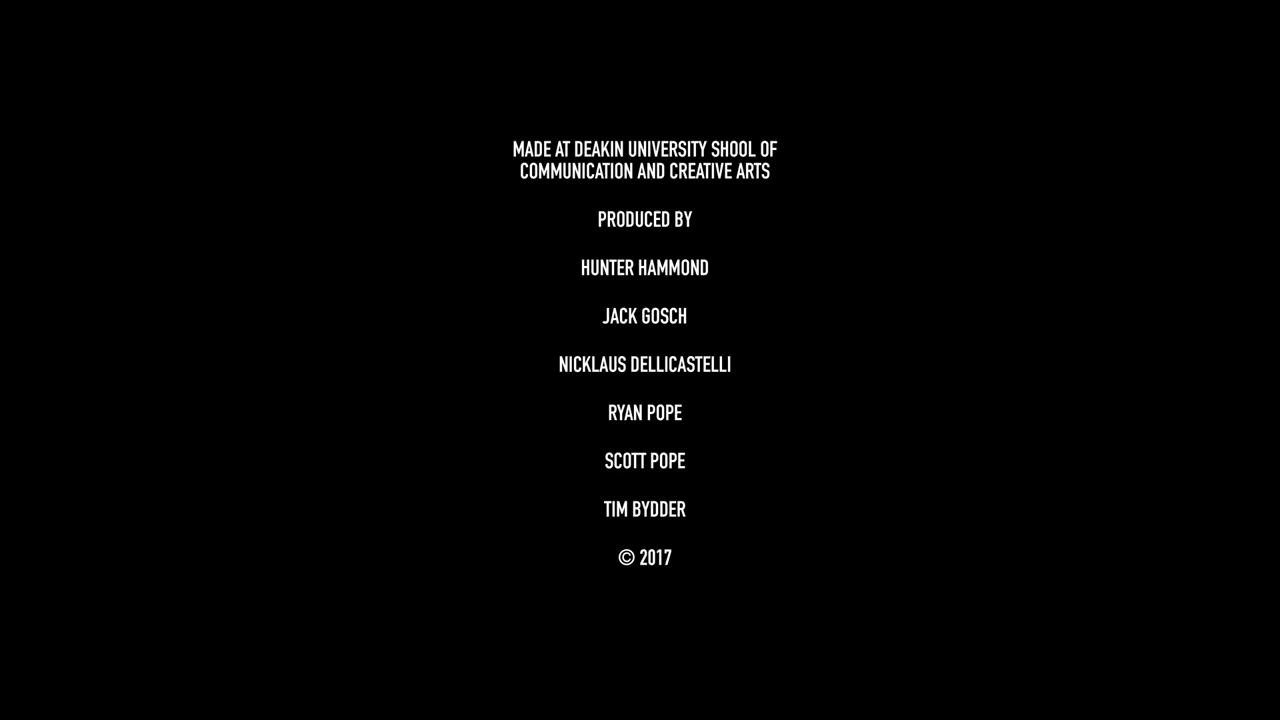 MADE AT DEAKIN UNIVERSITY SHOOL OF
COMMUNICATION AND CREATIVE ARTS
PRODUCED BY
HUNTER HAMMOND
JACK GOSCH
NICKLAUS DELLICASTELLI
RYAN POPE
SCOTT POPE
TIM BYDDER
© 2017